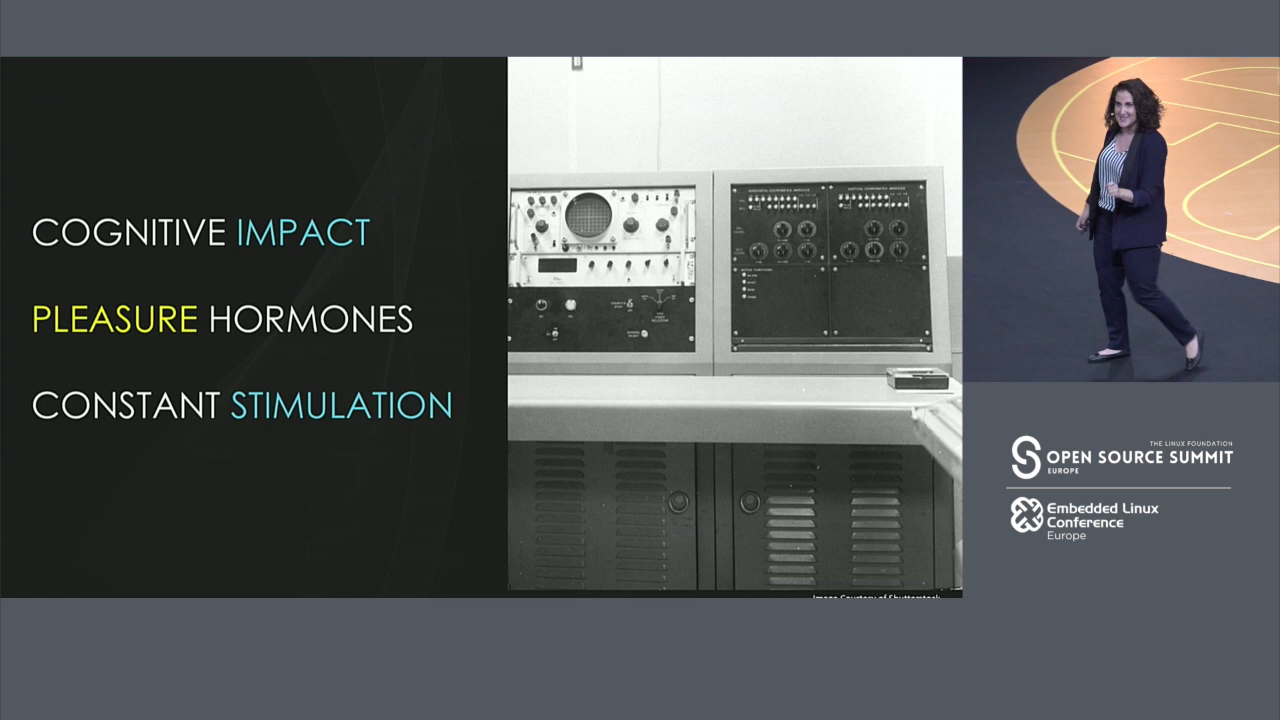 COGNITIVE IMPACT
PLEASURE HORMONES
CONSTANT STIMULATION
THE LINUX FOUNDATION
OPEN SOURCE SUMMIT
EUROPE
Embedded Linux
Conference
Europe